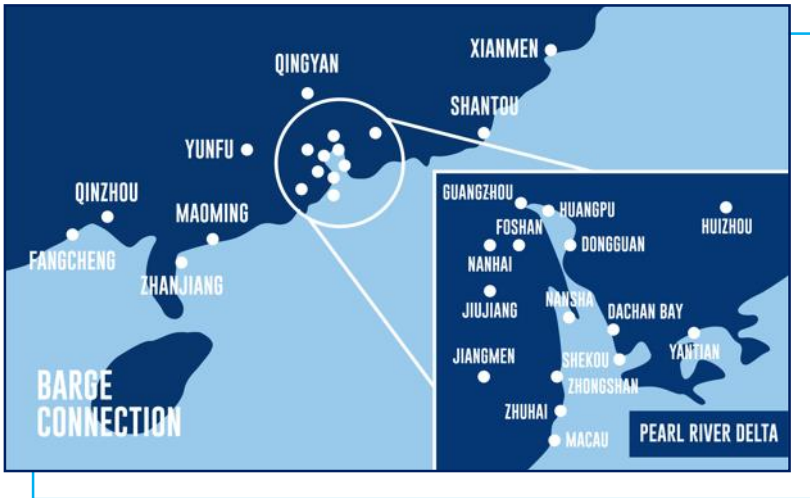 XIANMEN
QINGYAN
SHANTOU
YUNFU
QINZHOU
MAOMING
FANGCHENG
ZHANJIANG
BARGE
CONNECTION
GUANGZHOU
HUANGPU
HUIZHOU
FOSHAN
DONGGUAN
NANHAI
JIUJIANG
NANSHA
DACHAN BAY
YANTIAN
JIANGMEN
SHEKOU
ZHONGSHAN
ZHUHAI
MACAU
PEARL RIVER DELTA